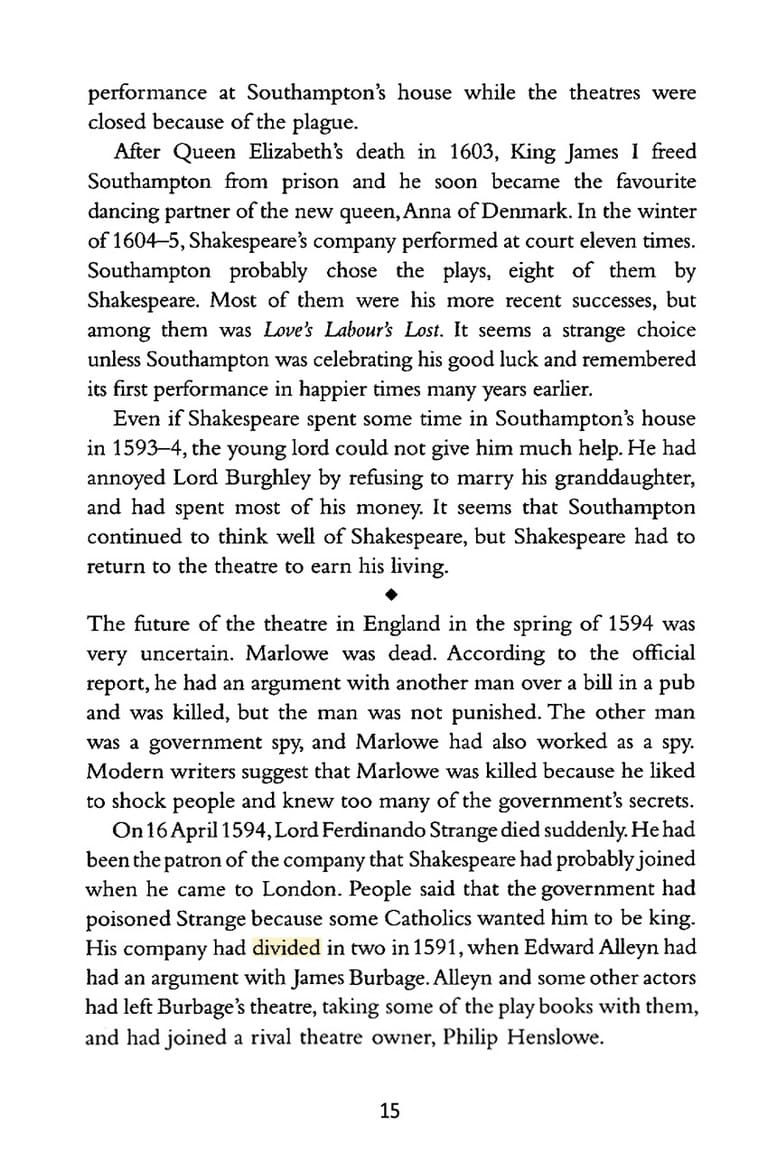 performance at Southampton's house while the theatres were
closed because of the plague.
After Queen Elizabeth's death in 1603, King James I freed
Southampton from prison and he soon became the favourite
dancing partner of the new queen, Anna of Denmark. In the winter
of 1604–5, Shakespeare's company performed at court eleven times.
Southampton probably chose the plays, eight of them by
Shakespeare. Most of them were his more recent successes, but
among them was Love's Labour's Lost. It seems a strange choice
unless Southampton was celebrating his good luck and remembered
its first performance in happier times many years earlier.
Even if Shakespeare spent some time in Southampton's house
in 1593–4, the young lord could not give him much help. He had
annoyed Lord Burghley by refusing to marry his granddaughter,
and had spent most of his money. It seems that Southampton
continued to think well of Shakespeare, but Shakespeare had to
return to the theatre to earn his living.
◆
The future of the theatre in England in the spring of 1594 was
very uncertain. Marlowe was dead. According to the official
report, he had an argument with another man over a bill in a pub
and was killed, but the man was not punished. The other man
was a government spy, and Marlowe had also worked as a spy.
Modern writers suggest that Marlowe was killed because he liked
to shock people and knew too many of the government's secrets.
On 16 April 1594, Lord Ferdinando Strange died suddenly. He had
been the patron of the company that Shakespeare had probably joined
when he came to London. People said that the government had
poisoned Strange because some Catholics wanted him to be king.
His company had divided in two in 1591, when Edward Alleyn had
had an argument with James Burbage. Alleyn and some other actors
had left Burbage's theatre, taking some of the play books with them,
and had joined a rival theatre owner, Philip Henslowe.
15